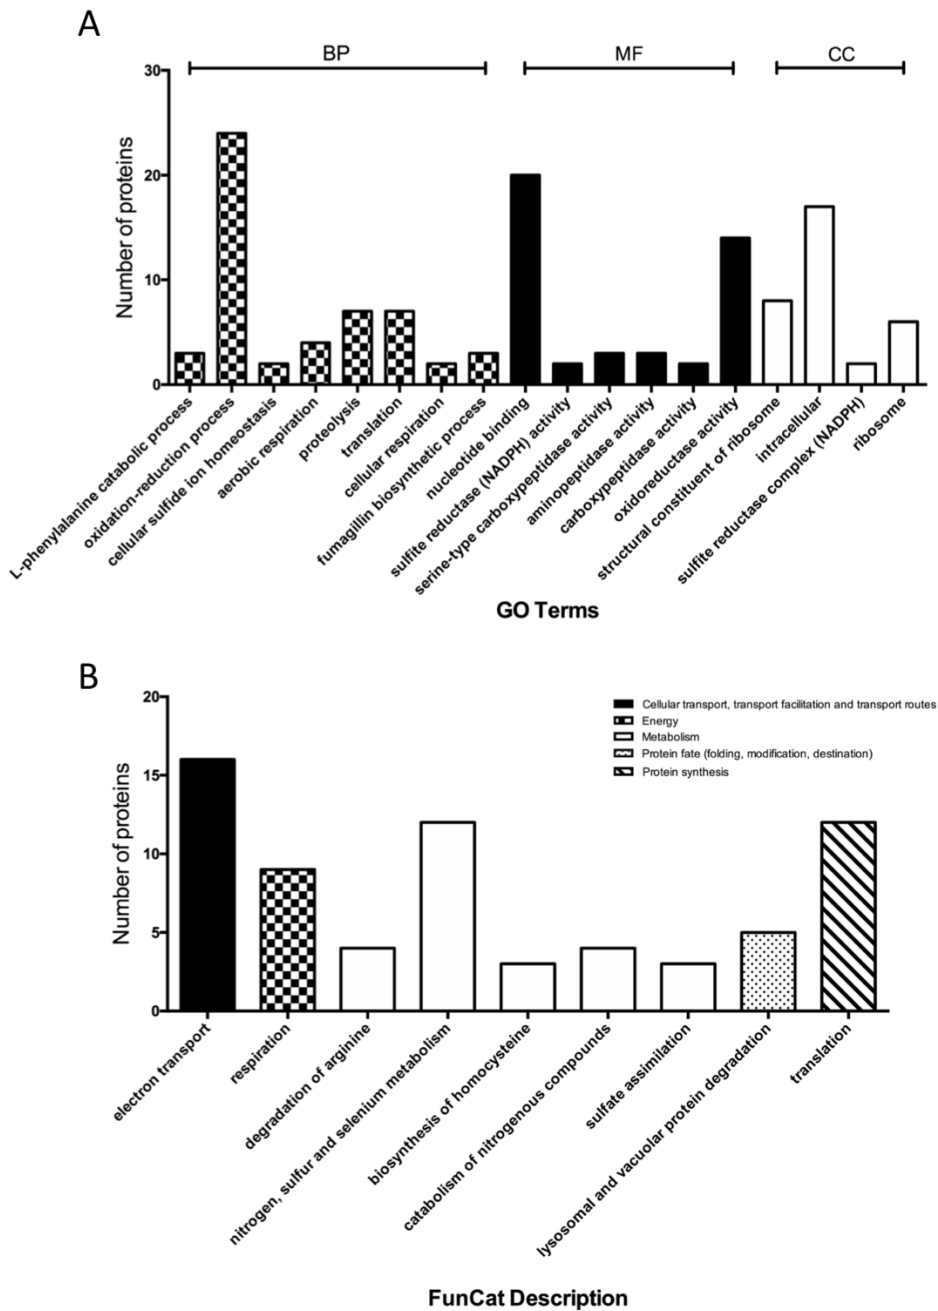 A
BP
MF
CC
30
20
10
0
Number of proteins
L-phenylalanine catabolic process
oxidation-reduction process
cellular sulfide ion homeostasis
aerobic respiration
proteolysis
translation
cellular respiration
fumagillin biosynthetic process
nucleotide binding
sulfite reductase (NADPH) activity
serine-type carboxypeptidase activity
aminopeptidase activity
carboxypeptidase activity
oxidoreductase activity
structural constituent of ribosome
intracellular
sulfite reductase complex (NADPH)
ribosome
GO Terms
B
20
15
10
5
0
Number of proteins
Cellular transport, transport facilitation and transport routes
Energy
Metabolism
Protein fate (folding, modification, destination)
Protein synthesis
electron transport
respiration
degradation of arginine
nitrogen, sulfur and selenium metabolism
biosynthesis of homocysteine
catabolism of nitrogenous compounds
sulfate assimilation
lysosomal and vacuolar protein degradation
translation
FunCat Description